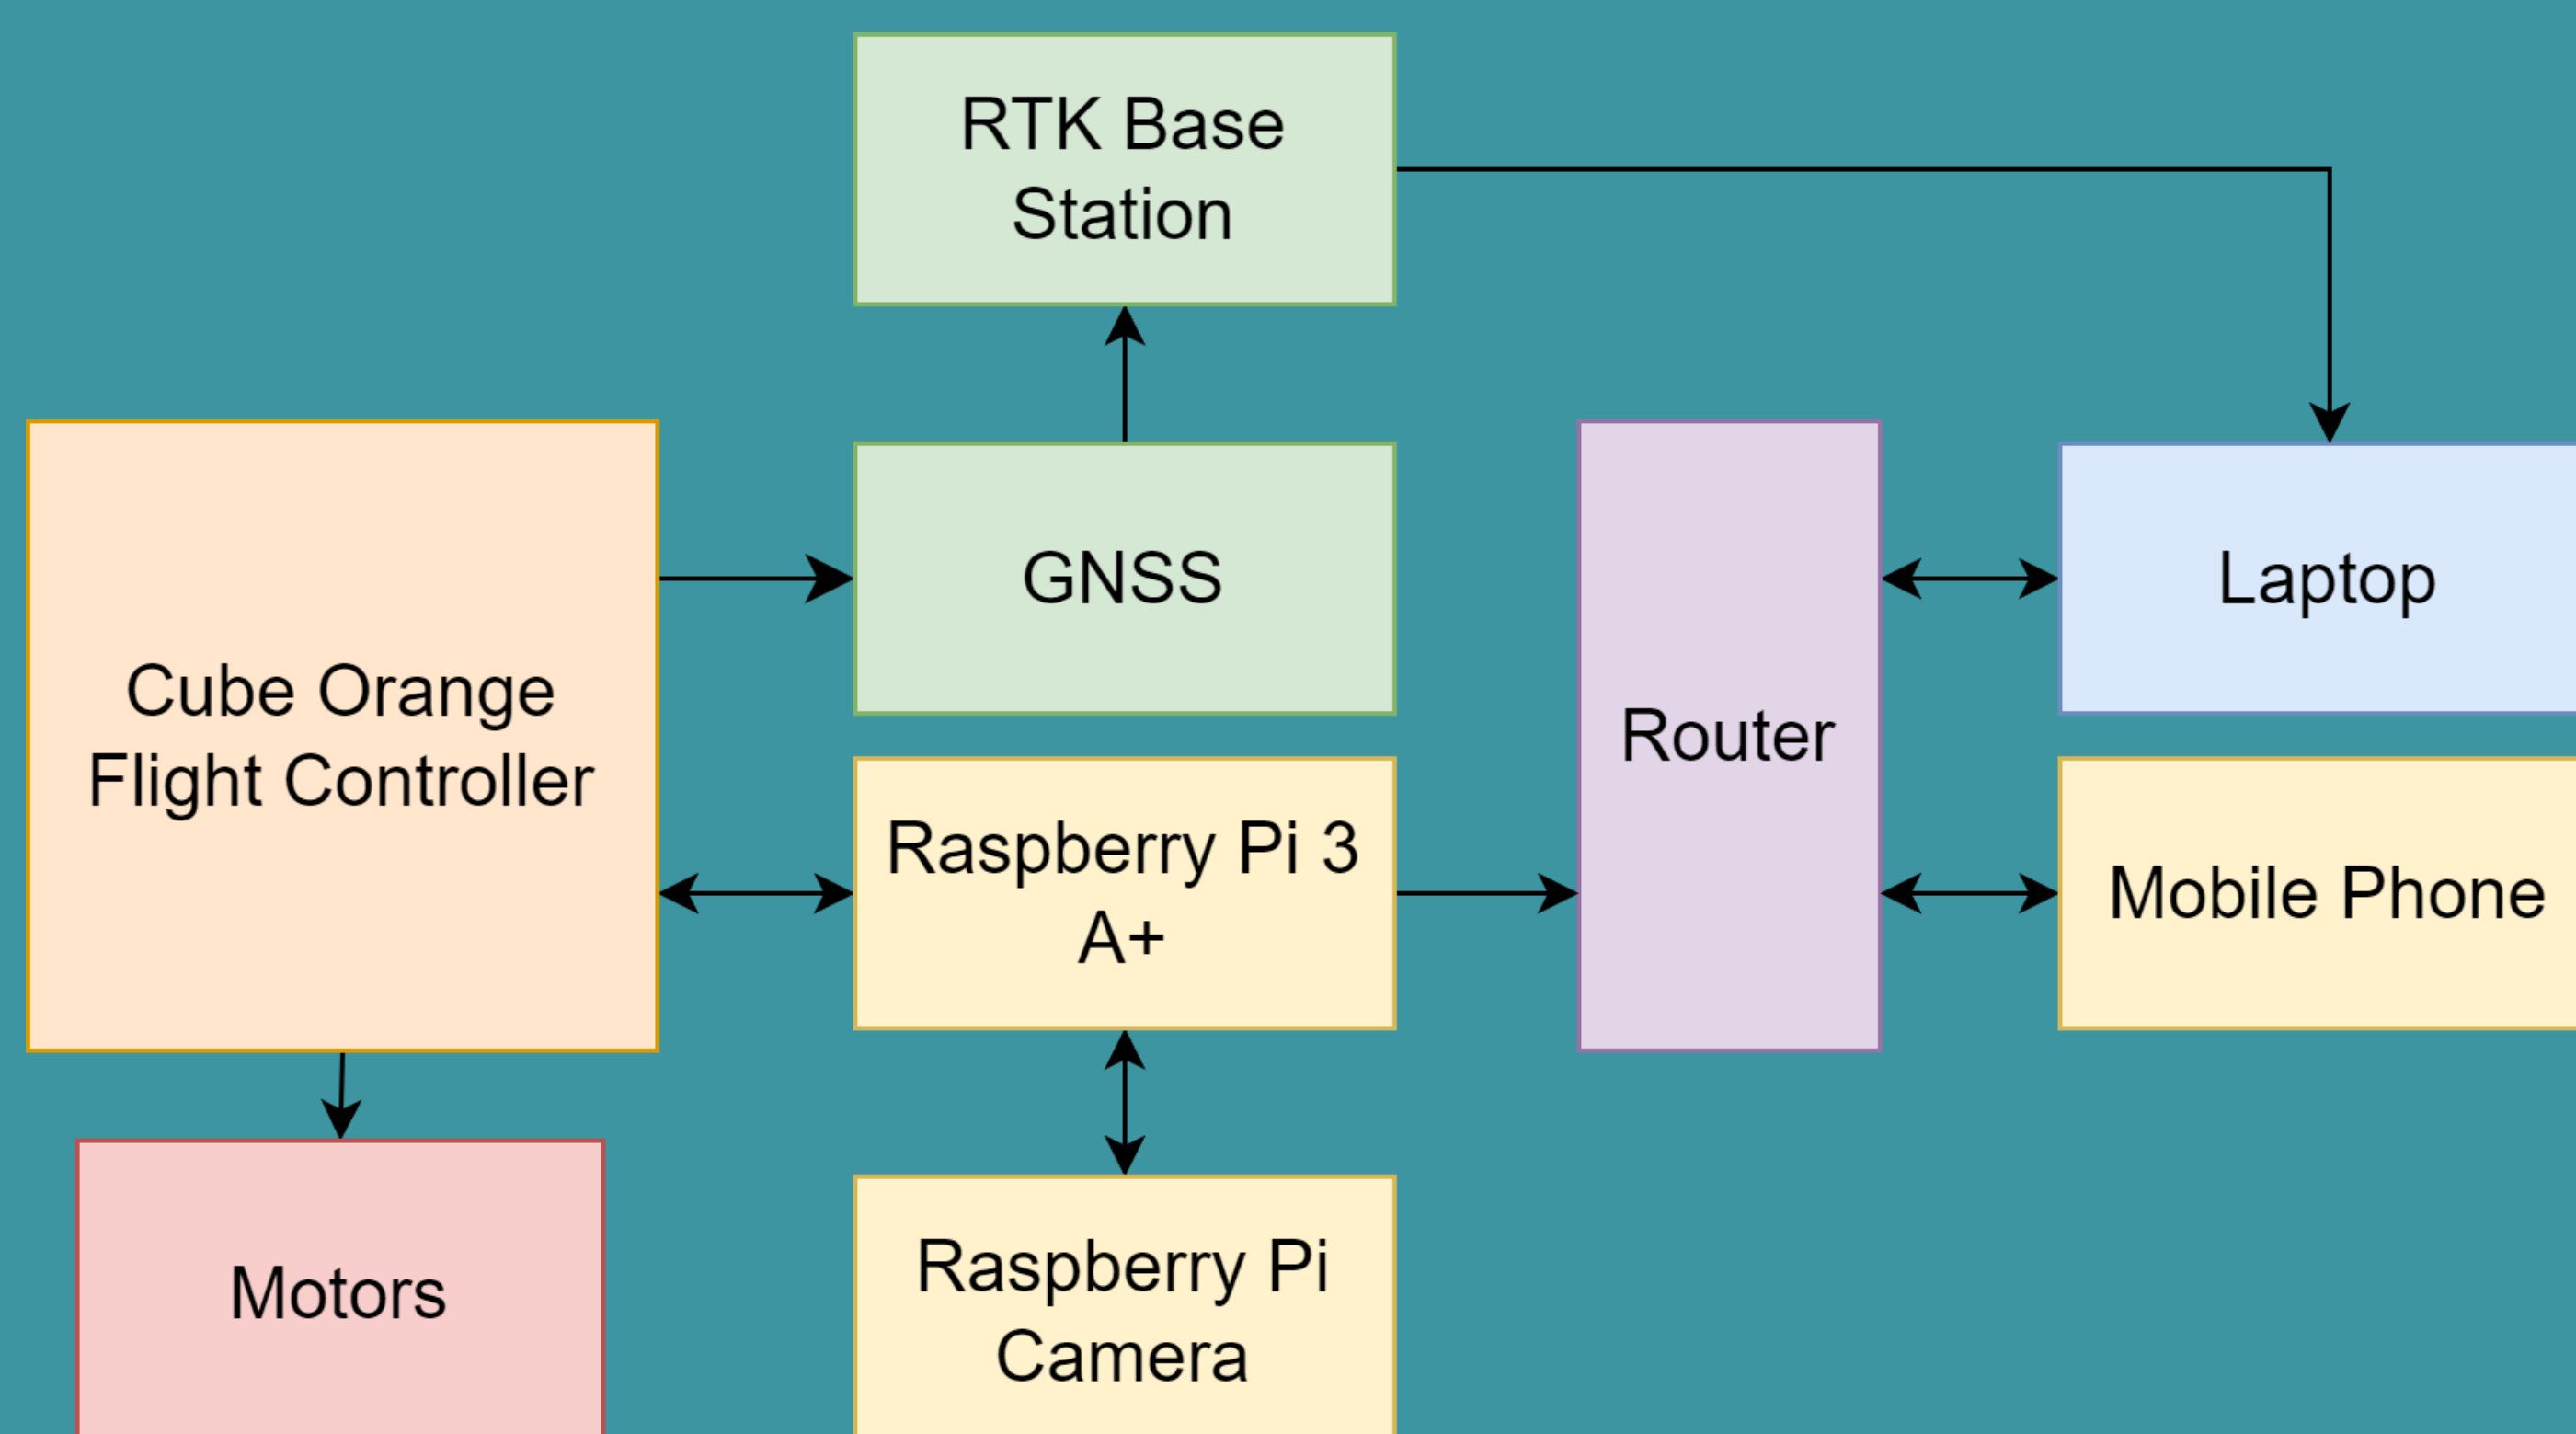 RTK Base
Station
Cube Orange
Flight Controller
GNSS
Router
Laptop
Raspberry Pi 3
A+
Mobile Phone
Motors
Raspberry Pi
Camera